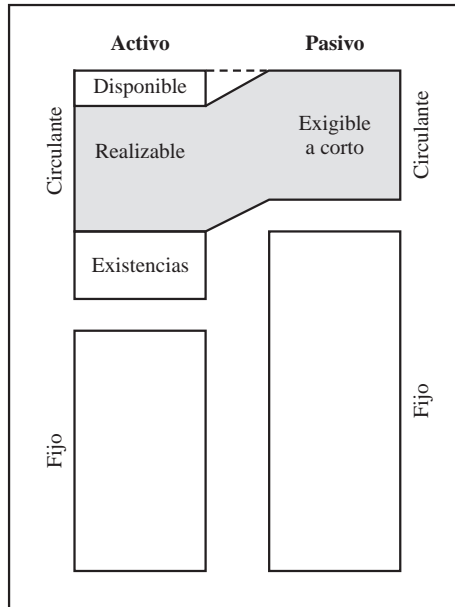 Activo
Pasivo
Disponible
Circulante
Realizable
Exigible
a corto
Circulante
Existencias
Fijo
Fijo